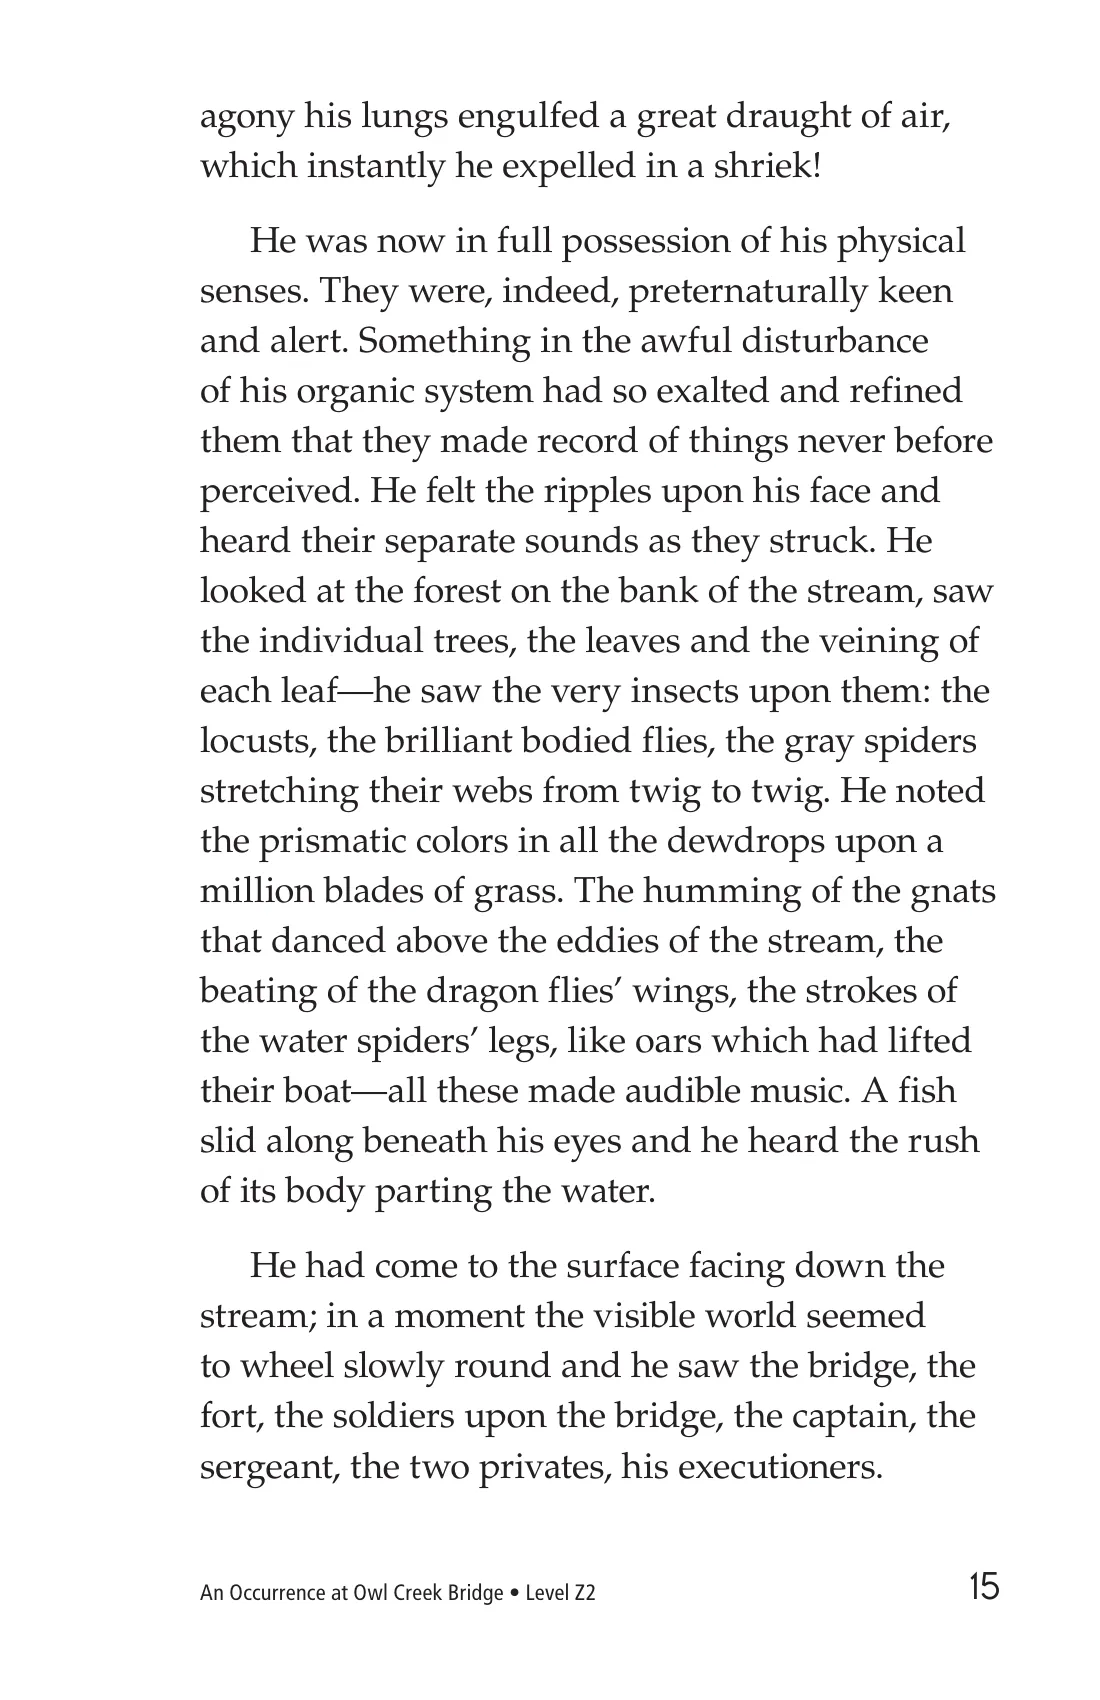 agony his lungs engulfed a great draught of air,
which instantly he expelled in a shriek!
He was now in full possession of his physical
senses. They were, indeed, preternaturally keen
and alert. Something in the awful disturbance
of his organic system had so exalted and refined
them that they made record of things never before
perceived. He felt the ripples upon his face and
heard their separate sounds as they struck. He
looked at the forest on the bank of the stream, saw
the individual trees, the leaves and the veining of
each leaf—he saw the very insects upon them: the
locusts, the brilliant bodied flies, the gray spiders
stretching their webs from twig to twig. He noted
the prismatic colors in all the dewdrops upon a
million blades of grass. The humming of the gnats
that danced above the eddies of the stream, the
beating of the dragon flies’ wings, the strokes of
the water spiders’ legs, like oars which had lifted
their boat—all these made audible music. A fish
slid along beneath his eyes and he heard the rush
of its body parting the water.
He had come to the surface facing down the
stream; in a moment the visible world seemed
to wheel slowly round and he saw the bridge, the
fort, the soldiers upon the bridge, the captain, the
sergeant, the two privates, his executioners.
An Occurrence at Owl Creek Bridge • Level Z2 15